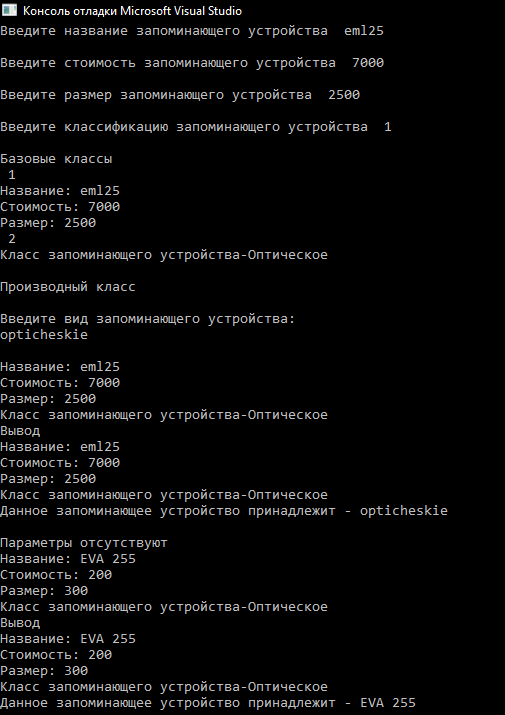 Консоль отладки Microsoft Visual Studio
Введите название запоминающего устройства  eml25
Введите стоимость запоминающего устройства  7000
Введите размер запоминающего устройства  2500
Введите классификацию запоминающего устройства  1
Базовые классы
1
Название: eml25
Стоимость: 7000
Размер: 2500
2
Класс запоминающего устройства-Оптическое
Производный класс
Введите вид запоминающего устройства:
opticheskie
Название: eml25
Стоимость: 7000
Размер: 2500
Класс запоминающего устройства-Оптическое
Вывод
Название: eml25
Стоимость: 7000
Размер: 2500
Класс запоминающего устройства-Оптическое
Данное запоминающее устройство принадлежит - opticheskie
Параметры отсутствуют
Название: EVA 255
Стоимость: 200
Размер: 300
Класс запоминающего устройства-Оптическое
Вывод
Название: EVA 255
Стоимость: 200
Размер: 300
Класс запоминающего устройства-Оптическое
Данное запоминающее устройство принадлежит - EVA 255